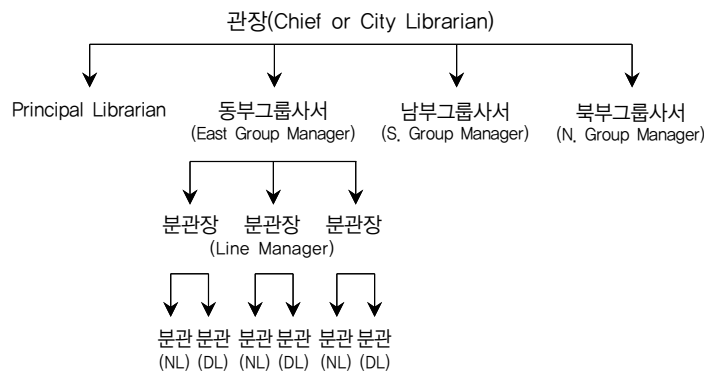 관장(Chief or City Librarian)
Principal Librarian 동부그룹사서 남부그룹사서 북부그룹사서
(East Group Manager) (S. Group Manager) (N. Group Manager)
분관장 분관장 분관장
(Line Manager)
분관 분관 분관 분관 분관 분관
(NL) (DL) (NL) (DL) (NL) (DL)